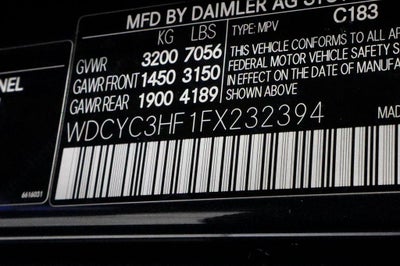 MFD BY DAIMLER AG
KG LBS
GVWR 3200 7056
GAWR FRONT 1450 3150
GAWR REAR 1900 4189
TYPE: MPV C183
THIS VEHICLE CONFORMS TO ALL
FEDERAL MOTOR VEHICLE SAFETY
IN EFFECT ON THE DATE OF
SHOWN ABOVE
WDCYC3HF1FX232394
6616031